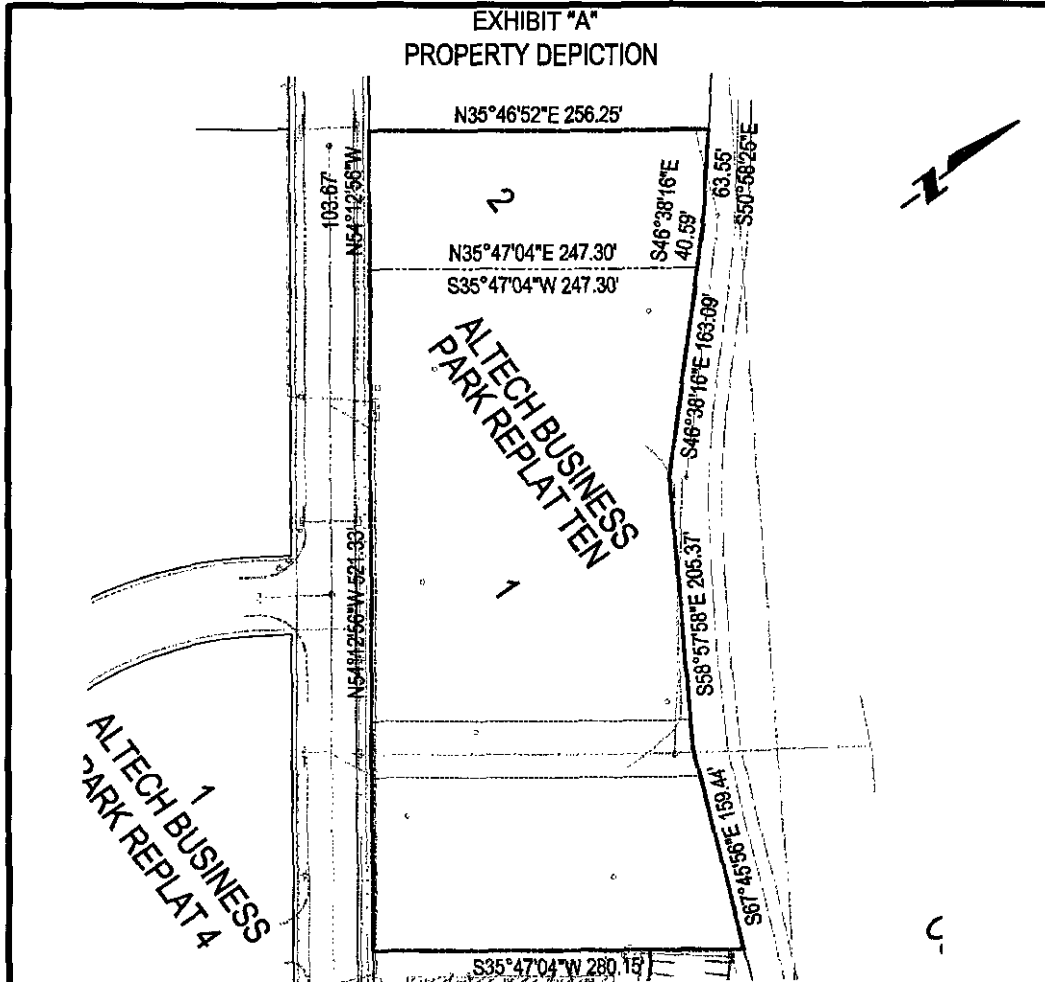 EXHIBIT "A"
PROPERTY DEPICTION
N35°46'52"E 256.25'
103.67'
N54°12'56"W
2
S46°38'16"E
40.59'
63.55'
S50°58'25"E
N
N35°47'04"E 247.30'
S35°47'04"W 247.30'
ALTECH BUSINESS
PARK REPLAT TEN
S46°38'16"E 163.09'
1
N54°12'56"W 521.33'
S58°57'58"E 205.37'
1
ALTECH BUSINESS
PARK REPLAT 4
S67°45'56"E 159.44'
S35°47'04"W 280.15'